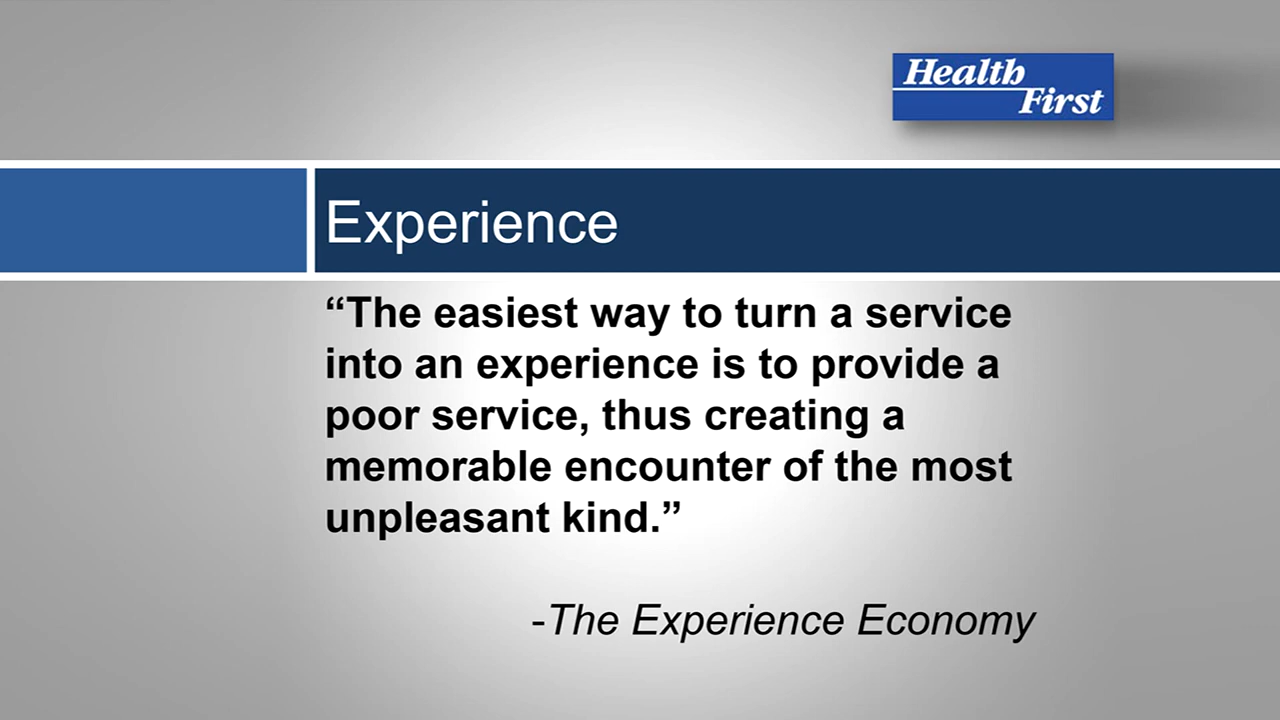 Health
First
Experience
“The easiest way to turn a service
into an experience is to provide a
poor service, thus creating a
memorable encounter of the most
unpleasant kind.”
-The Experience Economy